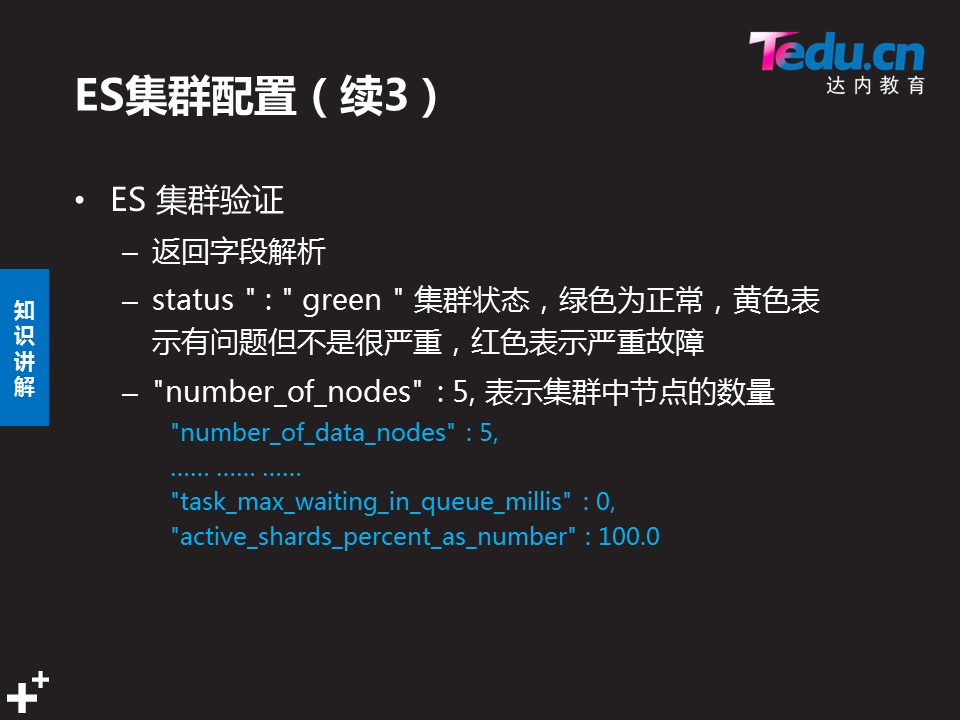 Tedu.cn
达内教育
ES集群配置（续3）
• ES 集群验证
– 返回字段解析
– status " : " green " 集群状态，绿色为正常，黄色表
示有问题但不是很严重，红色表示严重故障
– "number_of_nodes" : 5, 表示集群中节点的数量
"number_of_data_nodes" : 5,
…… …… ……
"task_max_waiting_in_queue_millis" : 0,
"active_shards_percent_as_number" : 100.0
知
识
讲
解